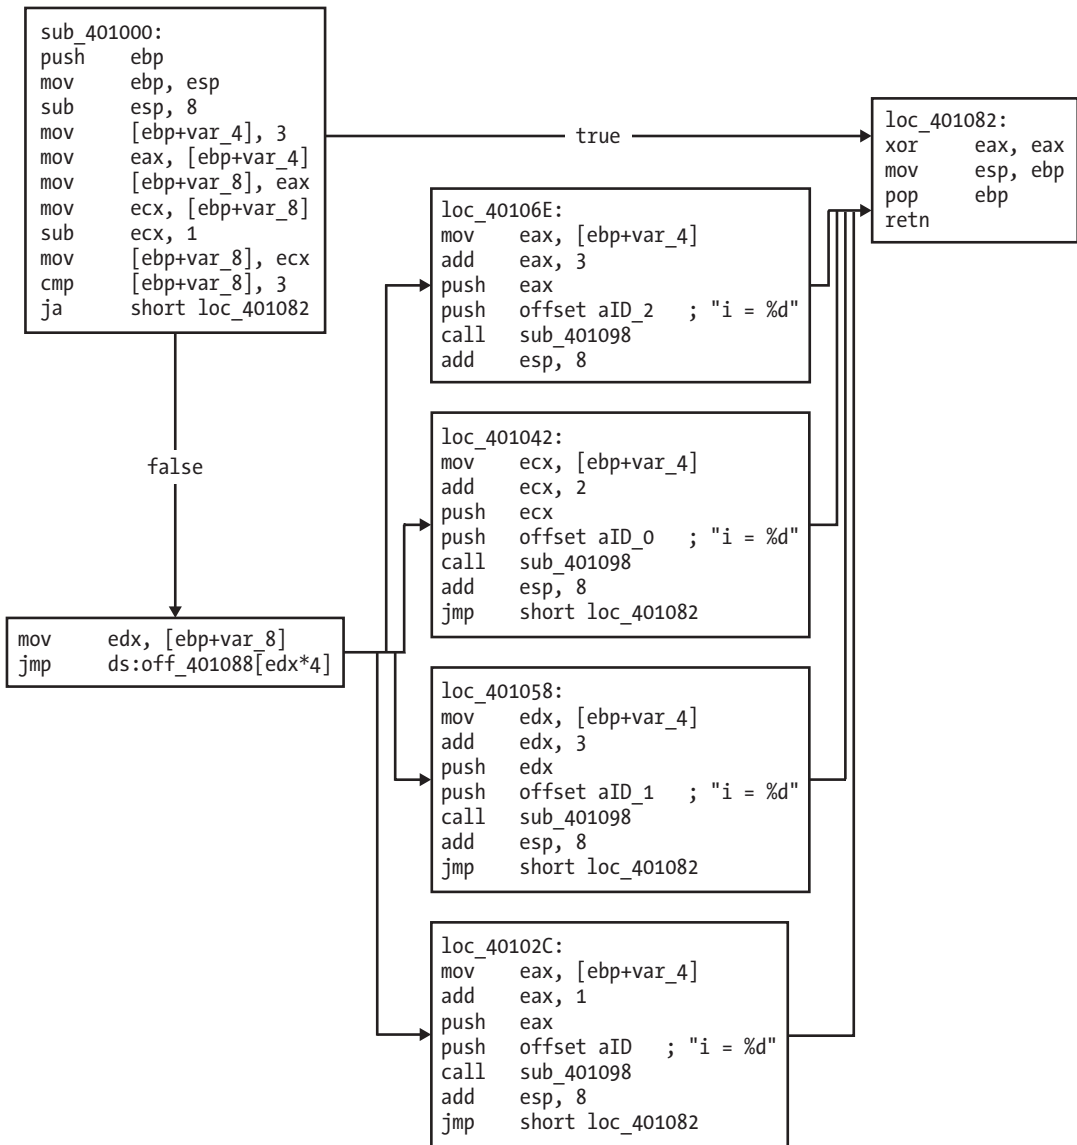 sub_401000:
push ebp
mov ebp, esp
sub esp, 8
mov [ebp+var_4], 3
mov eax, [ebp+var_4]
mov [ebp+var_8], eax
mov ecx, [ebp+var_8]
sub ecx, 1
mov [ebp+var_8], ecx
cmp [ebp+var_8], 3
ja short loc_401082
true
loc_401082:
xor eax, eax
mov esp, ebp
pop ebp
retn
false
mov edx, [ebp+var_8]
jmp ds:off_401088[edx*4]
loc_40106E:
mov eax, [ebp+var_4]
add eax, 3
push eax
push offset aID_2 ; "i = %d"
call sub_401098
add esp, 8
loc_401042:
mov ecx, [ebp+var_4]
add ecx, 2
push ecx
push offset aID_0 ; "i = %d"
call sub_401098
add esp, 8
jmp short loc_401082
loc_401058:
mov edx, [ebp+var_4]
add edx, 3
push edx
push offset aID_1 ; "i = %d"
call sub_401098
add esp, 8
jmp short loc_401082
loc_40102C:
mov eax, [ebp+var_4]
add eax, 1
push eax
push offset aID ; "i = %d"
call sub_401098
add esp, 8
jmp short loc_401082